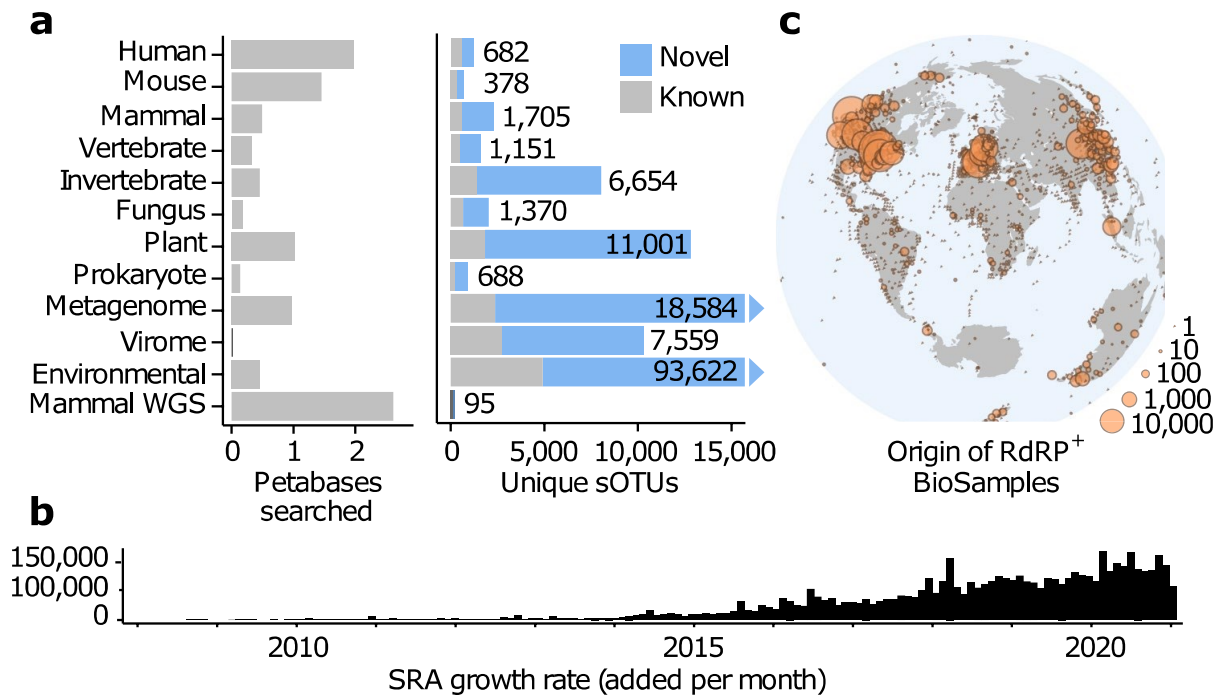 a
Human
Mouse
Mammal
Vertebrate
Invertebrate
Fungus
Plant
Prokaryote
Metagenome
Virome
Environmental
Mammal WGS
0 1 2
Petabases
searched
682
378
1,705
1,151
6,654
1,370
11,001
688
18,584
7,559
93,622
95
Novel
Known
0 5,000 10,000 15,000
Unique sOTUs
c
1
10
100
1,000
10,000
Origin of RdRP+
BioSamples
b
150,000
100,000
0
2010 2015 2020
SRA growth rate (added per month)